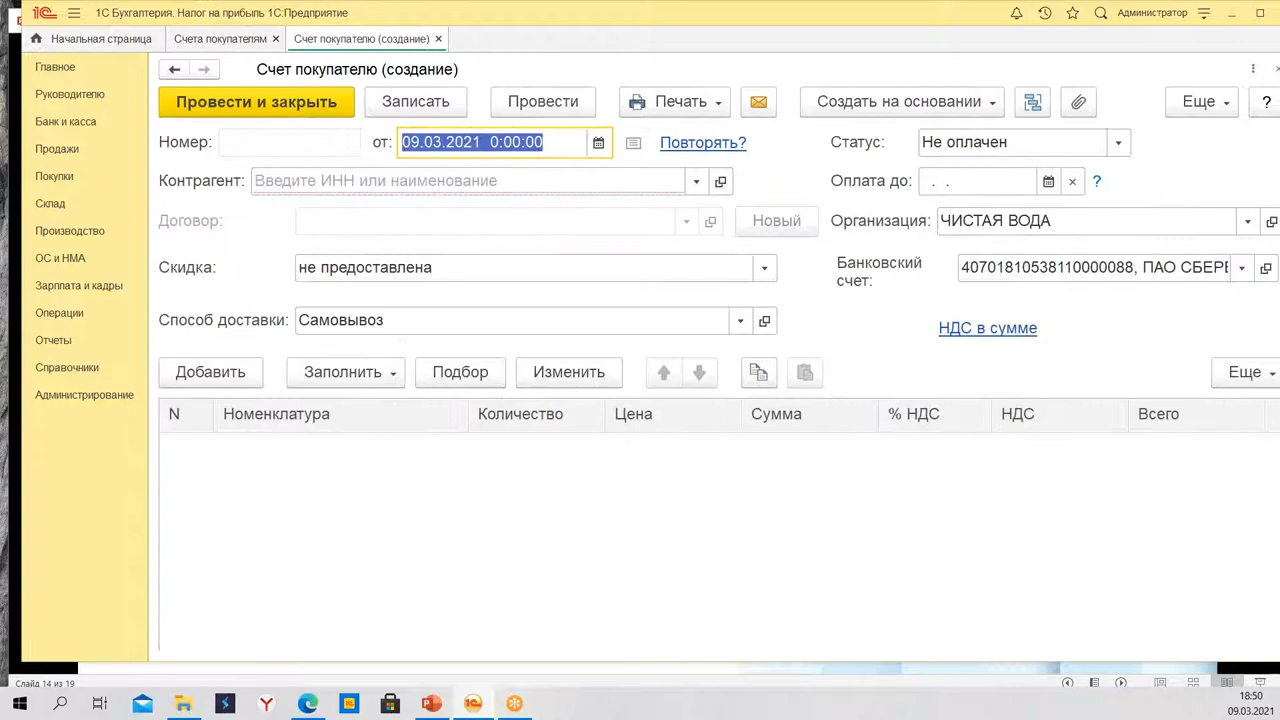 1С Бухгалтерия. Налог на прибыль 1С:Предприятие
Администратор
Начальная страница
Счета покупателям ×
Счет покупателю (создание) ×
Главное
Руководителю
Банк и касса
Продажи
Покупки
Склад
Производство
ОС и НМА
Зарплата и кадры
Операции
Отчеты
Справочники
Администрирование
Счет покупателю (создание)
Провести и закрыть
Записать
Провести
Печать
Создать на основании
Еще
?
Номер:
от: 09.03.2021 0:00:00
Повторять?
Статус: Не оплачен
Контрагент: Введите ИНН или наименование
Оплата до: . . × ?
Договор:
Новый
Организация: ЧИСТАЯ ВОДА
Скидка: не предоставлена
Банковский счет: 40701810538110000088, ПАО СБЕРЕ
Способ доставки: Самовывоз
НДС в сумме
Добавить
Заполнить
Подбор
Изменить
Еще
N Номенклатура Количество Цена Сумма % НДС НДС Всего
Слайд 14 из 19
18:50
09.03.2021